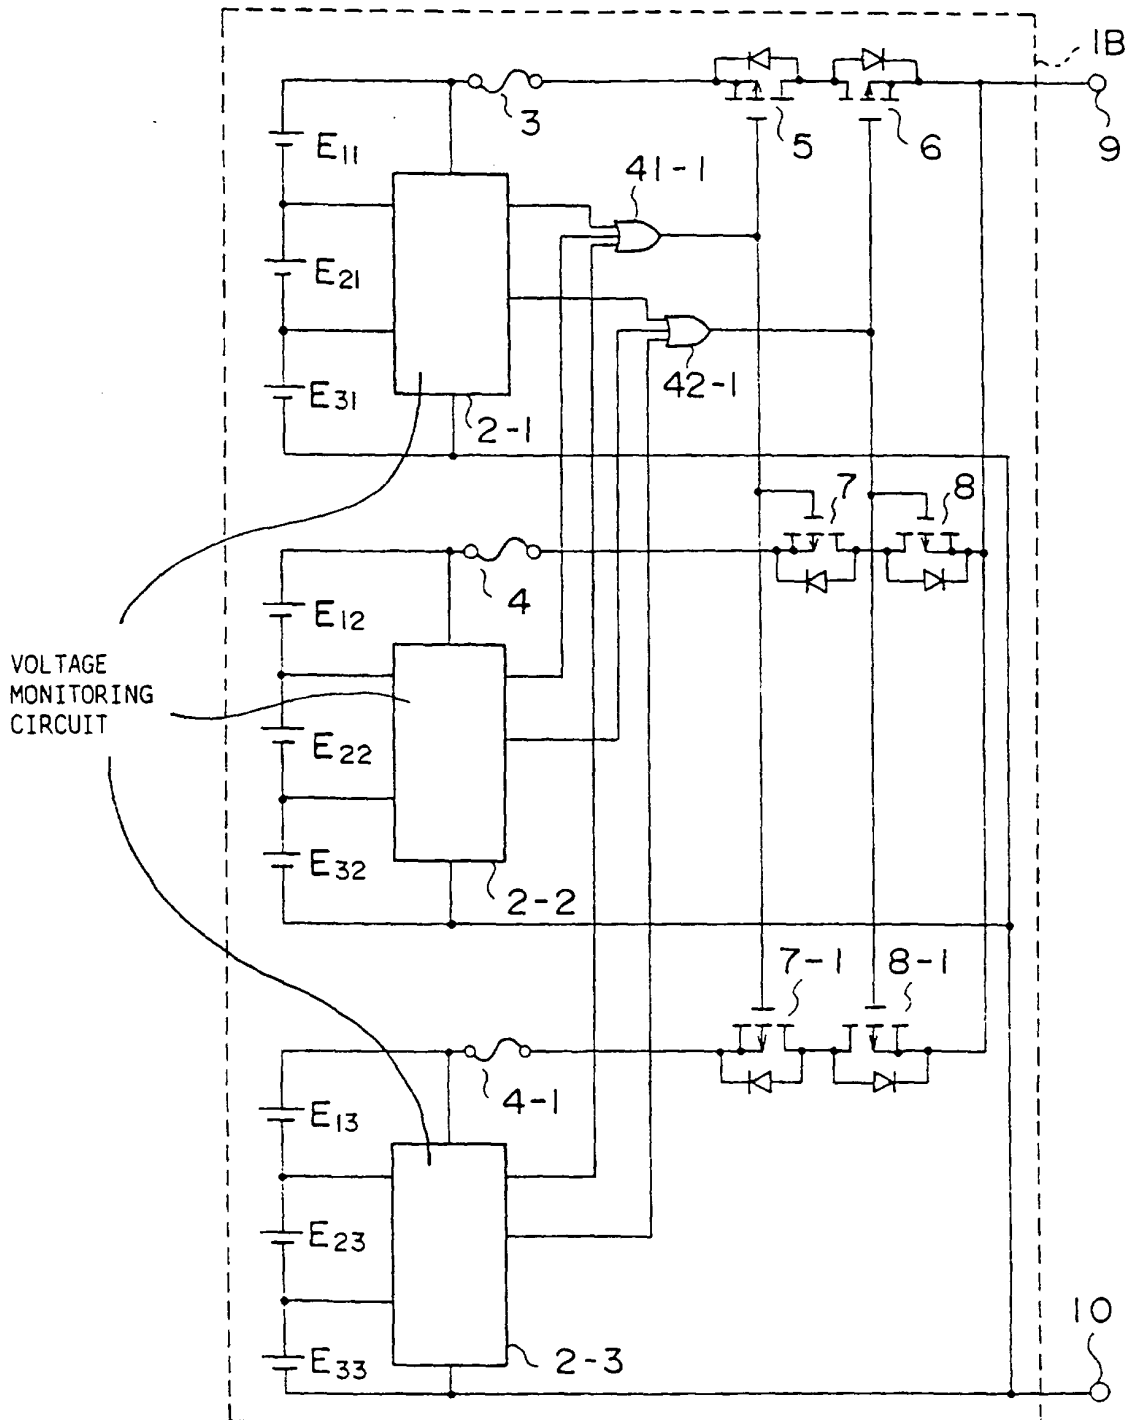 1B
3
5
6
9
E11
41-1
E21
42-1
E31
2-1
7
8
4
E12
VOLTAGE
MONITORING
CIRCUIT
E22
E32
2-2
7-1
8-1
4-1
E13
E23
10
E33
2-3